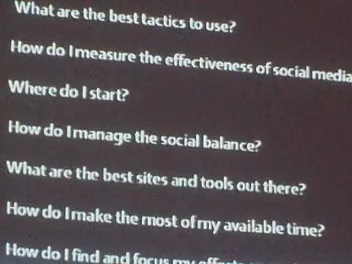 What are the best tactics to use?
How do I measure the effectiveness of social media
Where do I start?
How do I manage the social balance?
What are the best sites and tools out there?
How do I make the most of my available time?
How do I find and focus my